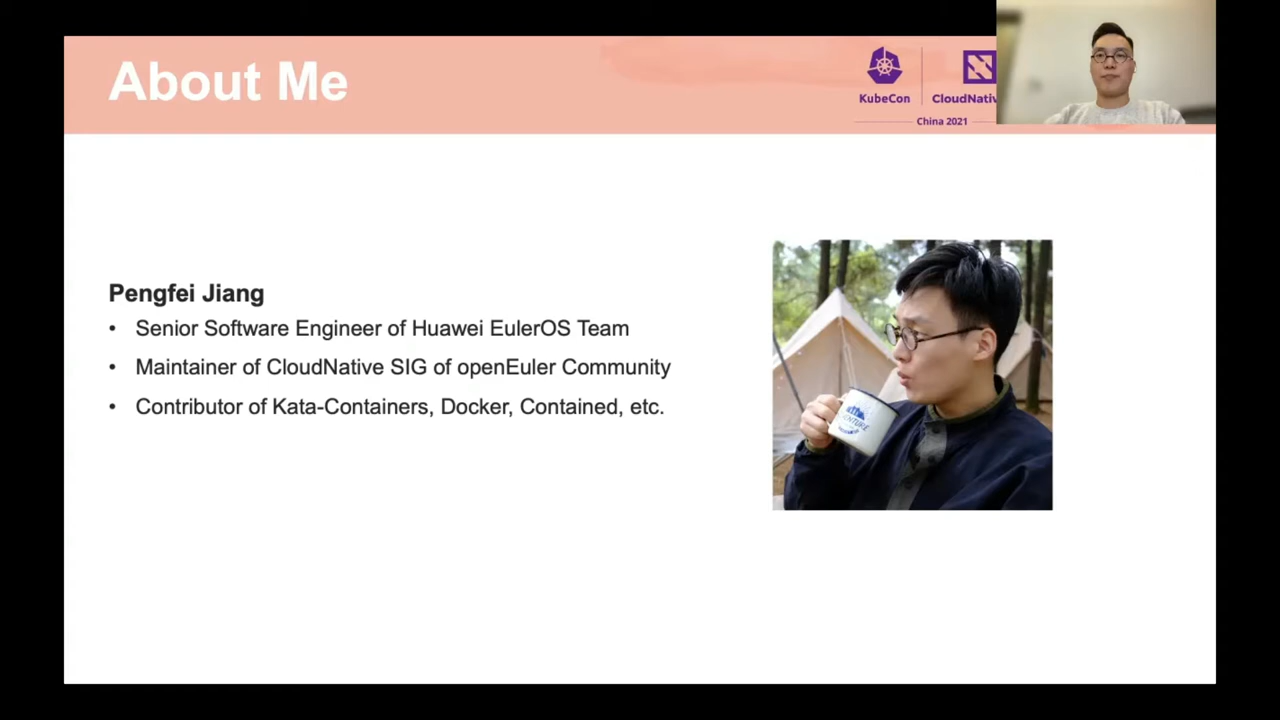 About Me
KubeCon
CloudNativ
China 2021
Pengfei Jiang
• Senior Software Engineer of Huawei EulerOS Team
• Maintainer of CloudNative SIG of openEuler Community
• Contributor of Kata-Containers, Docker, Contained, etc.